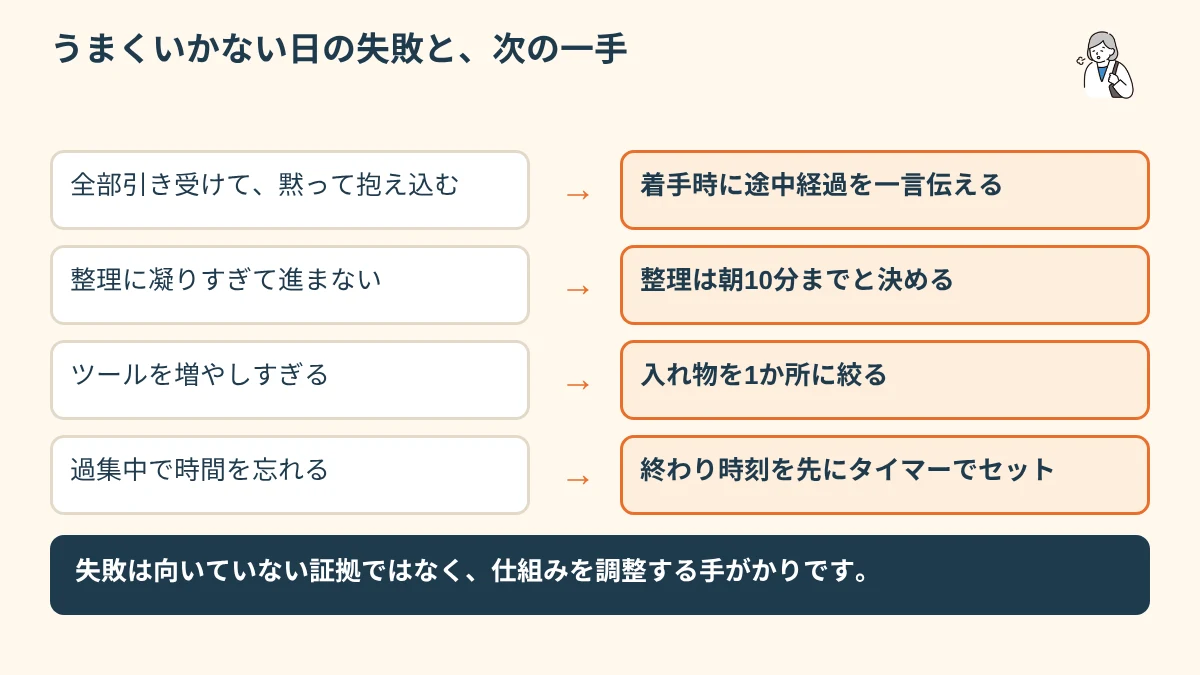 うまくいかない日の失敗と、次の一手
全部引き受けて、黙って抱え込む
→
着手時に途中経過を一言伝える
整理に凝りすぎて進まない
→
整理は朝10分までと決める
ツールを増やしすぎる
→
入れ物を1か所に絞る
過集中で時間を忘れる
→
終わり時刻を先にタイマーでセット
失敗は向いていない証拠ではなく、仕組みを調整する手がかりです。